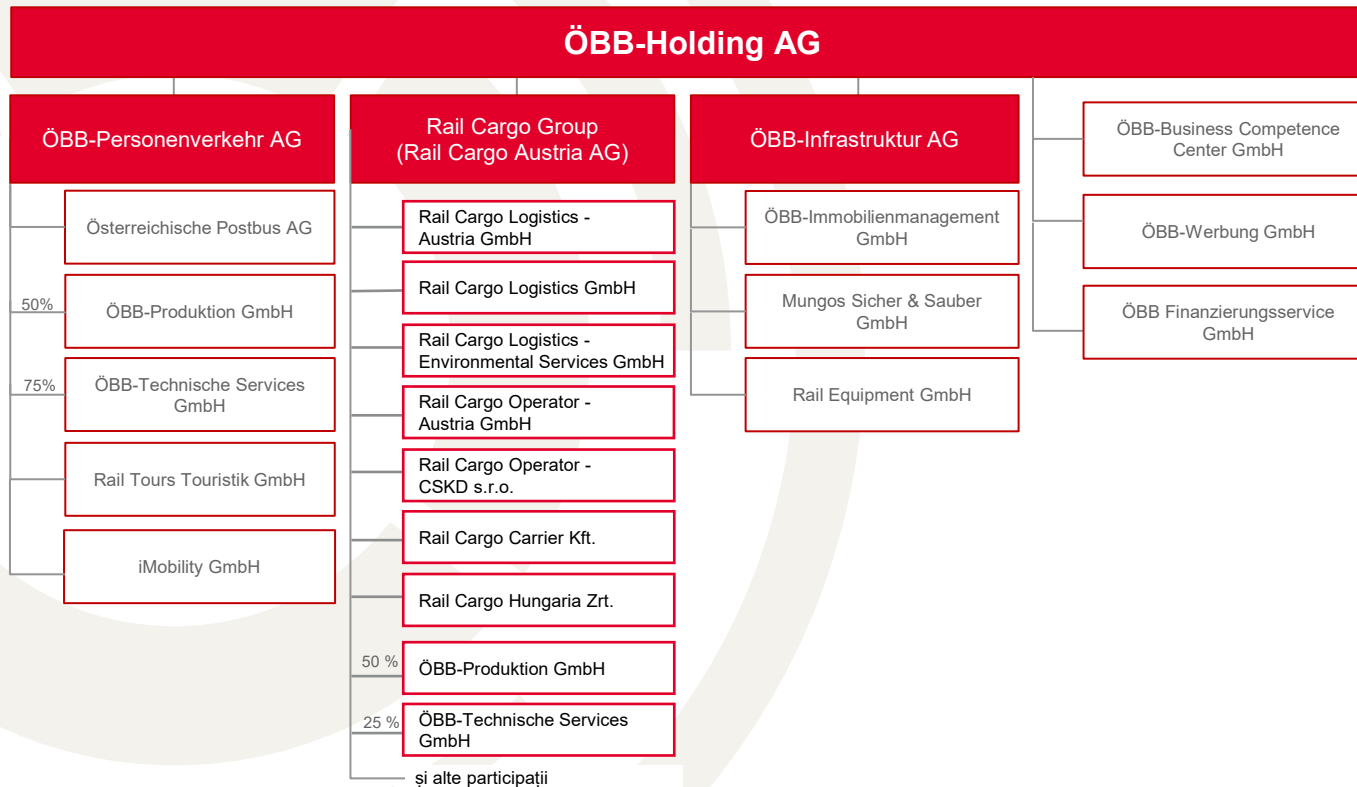 ÖBB-Holding AG
ÖBB-Personenverkehr AG
Österreichische Postbus AG
50%
ÖBB-Produktion GmbH
75%
ÖBB-Technische Services
GmbH
Rail Tours Touristik GmbH
iMobility GmbH
Rail Cargo Group
(Rail Cargo Austria AG)
Rail Cargo Logistics -
Austria GmbH
Rail Cargo Logistics GmbH
Rail Cargo Logistics -
Environmental Services GmbH
Rail Cargo Operator -
Austria GmbH
Rail Cargo Operator -
CSKD s.r.o.
Rail Cargo Carrier Kft.
Rail Cargo Hungaria Zrt.
50 %
ÖBB-Produktion GmbH
25 %
ÖBB-Technische Services
GmbH
și alte participații
ÖBB-Infrastruktur AG
ÖBB-Immobilienmanagement
GmbH
Mungos Sicher & Sauber
GmbH
Rail Equipment GmbH
ÖBB-Business Competence
Center GmbH
ÖBB-Werbung GmbH
ÖBB Finanzierungsservice
GmbH